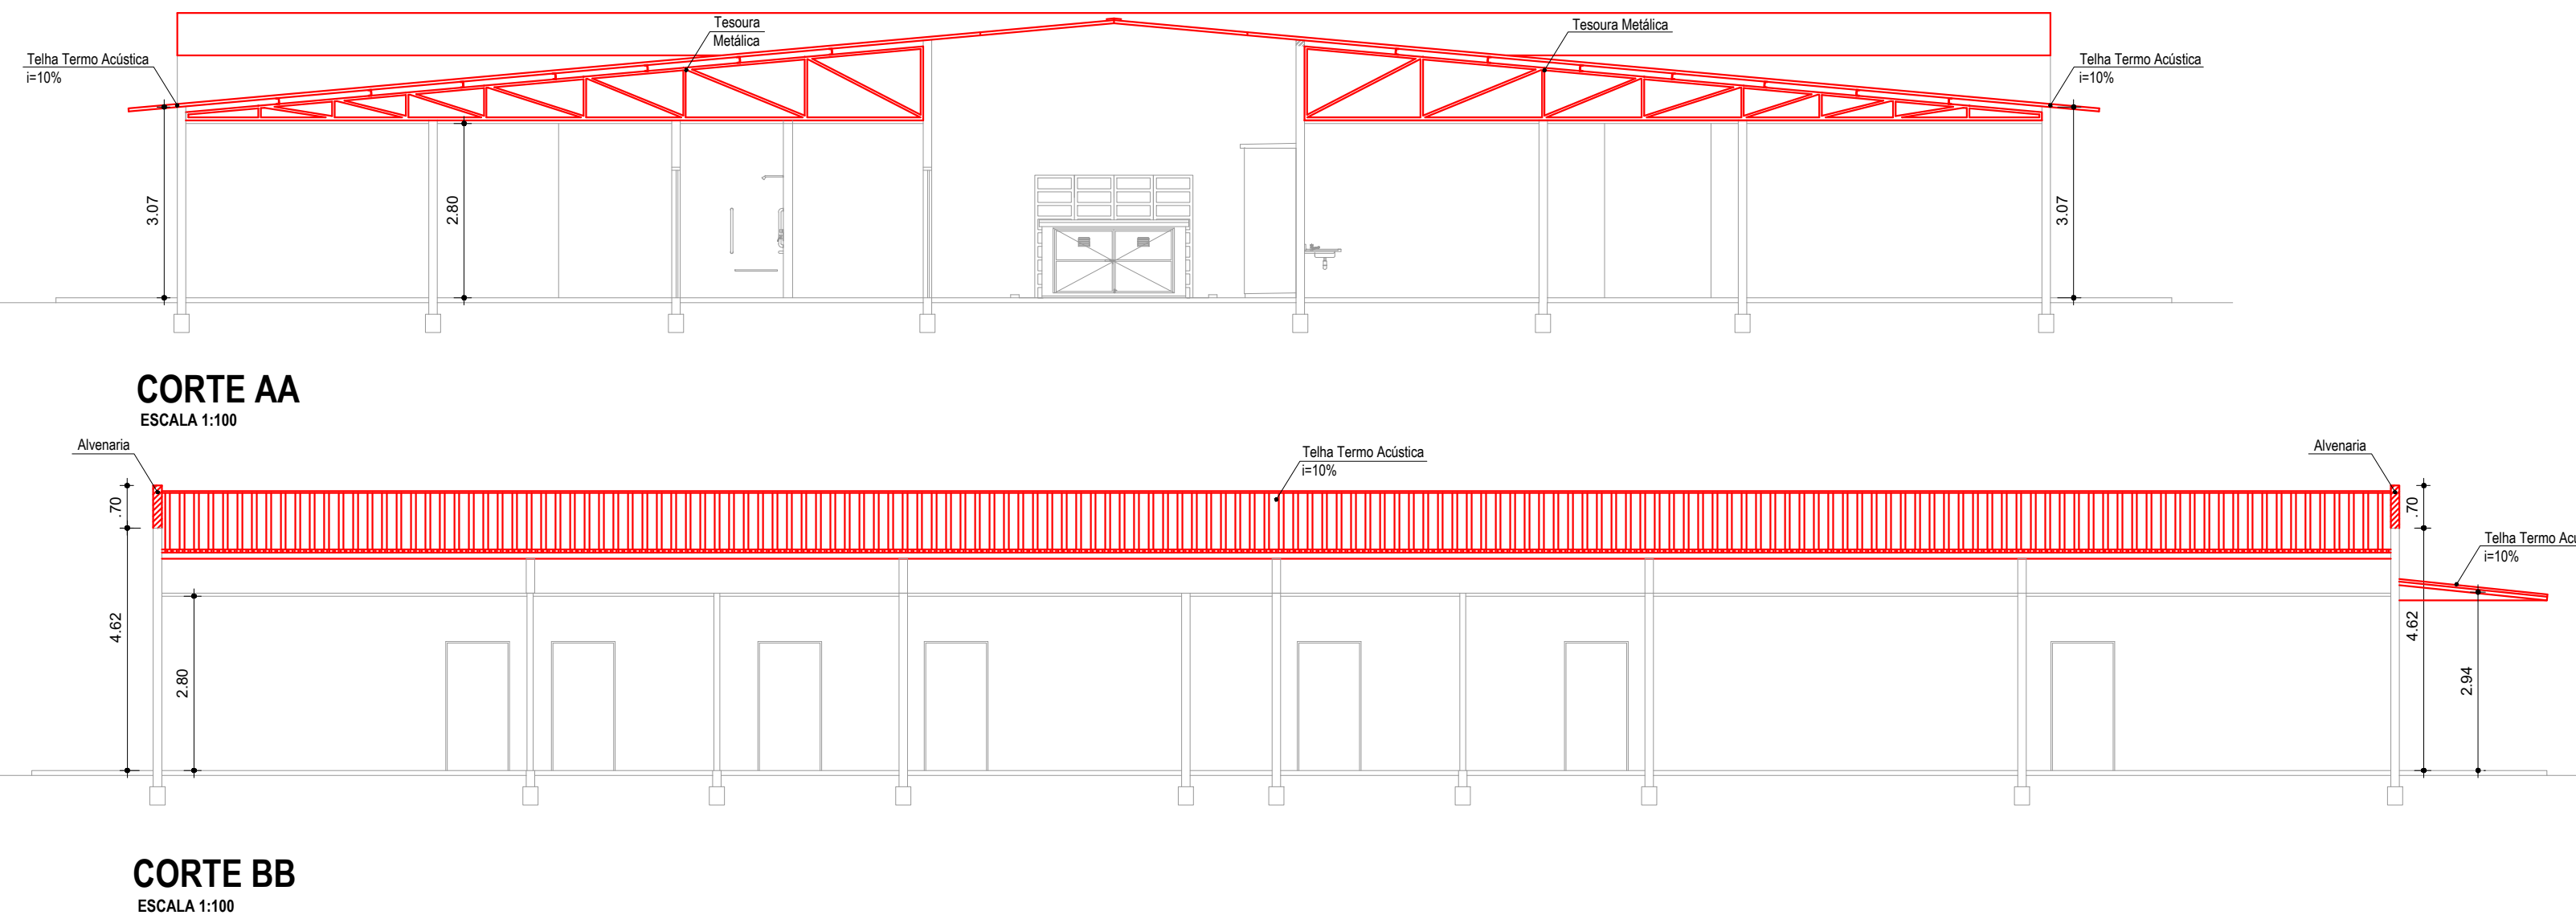 Tesoura
Metálica
Tesoura Metálica
Telha Termo Acústica
i=10%
Telha Termo Acústica
i=10%
3.07
2.80
3.07
CORTE AA
ESCALA 1:100
Alvenaria
Telha Termo Acústica
i=10%
Alvenaria
.70
.70
Telha Termo Acú
i=10%
4.62
2.80
4.62
2.94
CORTE BB
ESCALA 1:100